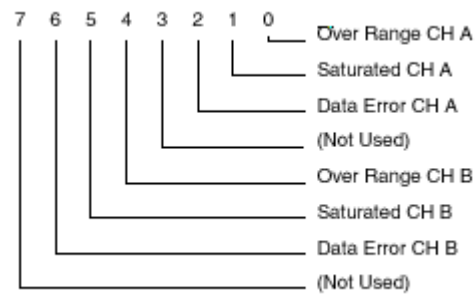 7 6 5 4 3 2 1 0
Over Range CH A
Saturated CH A
Data Error CH A
(Not Used)
Over Range CH B
Saturated CH B
Data Error CH B
(Not Used)